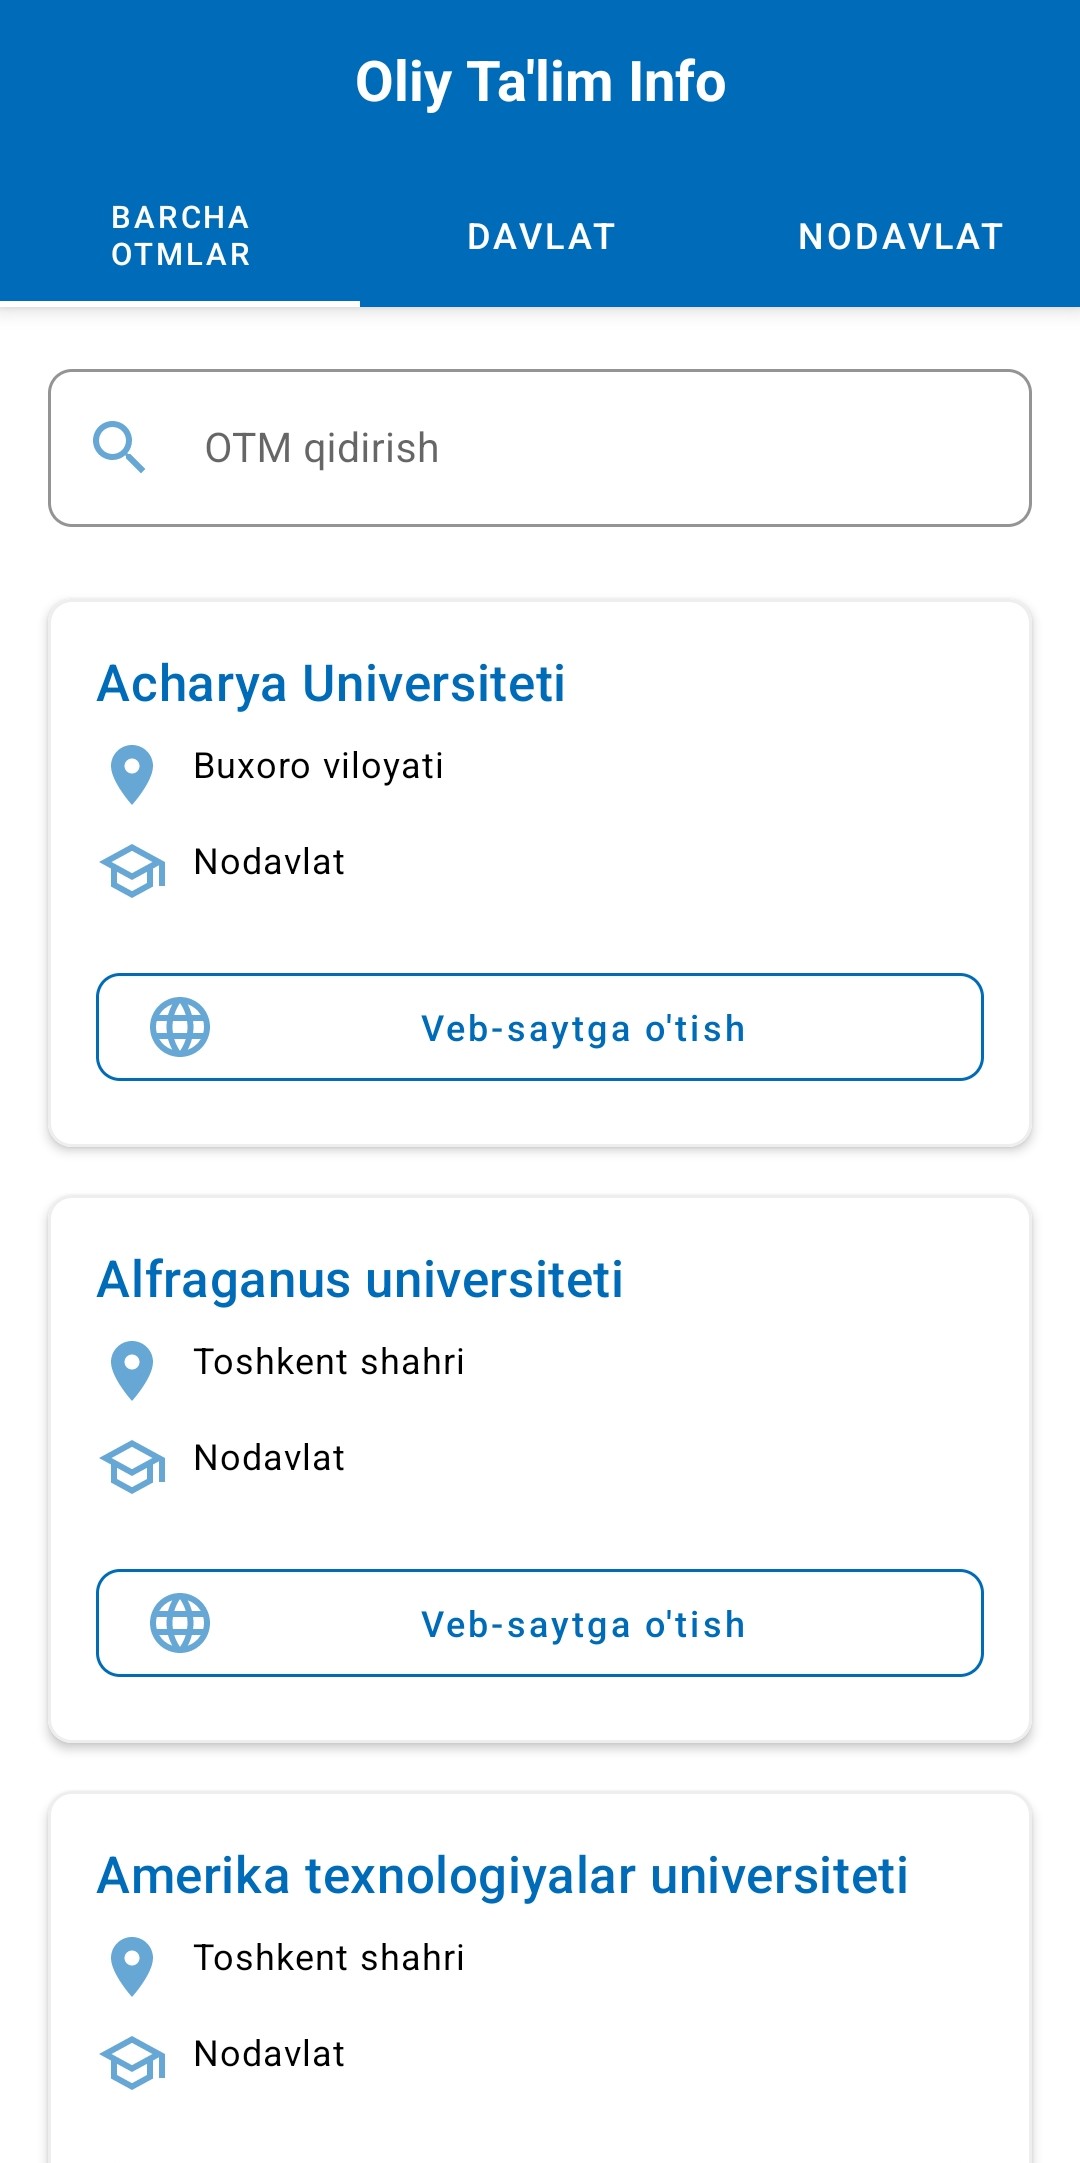 Oliy Ta'lim Info
BARCHA
OTMLAR
DAVLAT
NODAVLAT
OTM qidirish
Acharya Universiteti
Buxoro viloyati
Nodavlat
Veb-saytga o'tish
Alfraganus universiteti
Toshkent shahri
Nodavlat
Veb-saytga o'tish
Amerika texnologiyalar universiteti
Toshkent shahri
Nodavlat